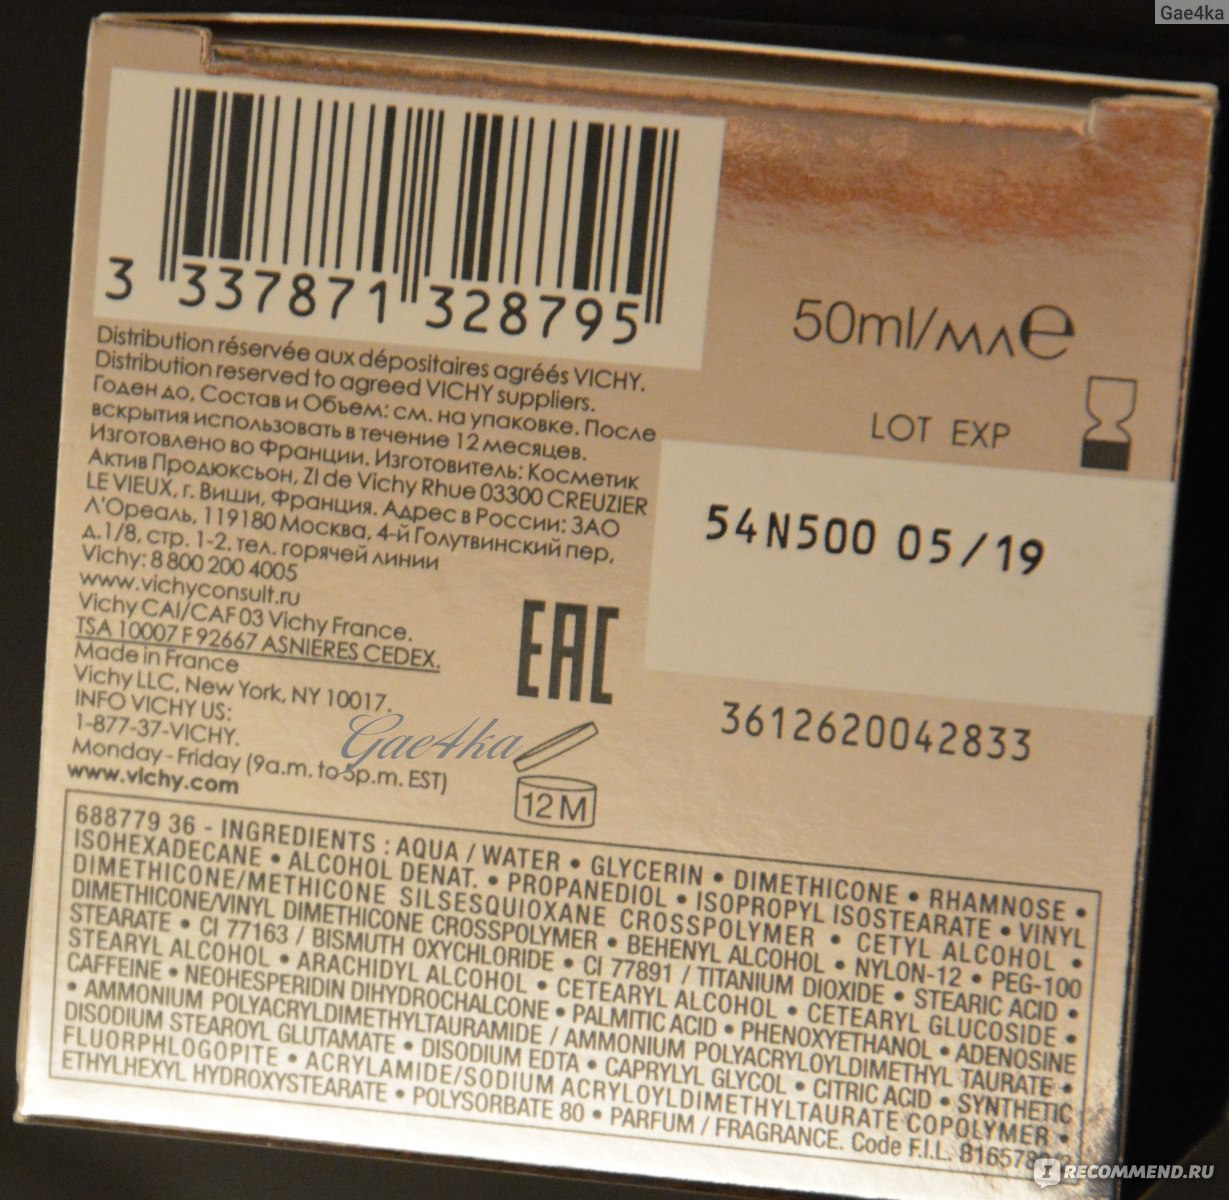 Gae4ka
3 337871 328795
50ml/мл e
LOT EXP
54N500 05/19
3612620042833
Distribution réservée aux dépositaires agréés VICHY.
Distribution reserved to agreed VICHY suppliers.
Годен до, Состав и Объем: см. на упаковке. После
вскрытия использовать в течение 12 месяцев.
Изготовлено во Франции. Изготовитель: Косметик
Актив Продюксьон, ZI de Vichy Rhue 03300 CREUZIER
LE VIEUX, г. Виши, Франция. Адрес в России: ЗАО
Л'Ореаль, 119180 Москва, 4-й Голутвинский пер,
д.1/8, стр. 1-2. тел. горячей линии
Vichy: 8 800 200 4005
www.vichyconsult.ru
Vichy CAI/CAF 03 Vichy France.
TSA 10007 F 92667 ASNIERES CEDEX.
Made in France
Vichy LLC, New York, NY 10017.
INFO VICHY US:
1-877-37-VICHY.
Monday - Friday (9a.m. to 5p.m. EST)
www.vichy.com
EAC
Gae4ka
12 M
688779 36 - INGREDIENTS : AQUA / WATER • GLYCERIN • DIMETHICONE • RHAMNOSE •
ISOHEXADECANE • ALCOHOL DENAT. • PROPANEDIOL • ISOPROPYL ISOSTEARATE • VINYL
DIMETHICONE/METHICONE SILSESQUIOXANE CROSSPOLYMER • CETYL ALCOHOL •
DIMETHICONE/VINYL DIMETHICONE CROSSPOLYMER • BEHENYL ALCOHOL • NYLON-12 • PEG-100
STEARATE • CI 77163 / BISMUTH OXYCHLORIDE • CI 77891 / TITANIUM DIOXIDE • STEARIC ACID •
STEARYL ALCOHOL • ARACHIDYL ALCOHOL • CETEARYL ALCOHOL • CETEARYL GLUCOSIDE •
CAFFEINE • NEOHESPERIDIN DIHYDROCHALCONE • PALMITIC ACID • PHENOXYETHANOL • ADENOSINE
• AMMONIUM POLYACRYLDIMETHYLTAURAMIDE / AMMONIUM POLYACRYLOYLDIMETHYL TAURATE •
DISODIUM STEAROYL GLUTAMATE • DISODIUM EDTA • CAPRYLYL GLYCOL • CITRIC ACID • SYNTHETIC
FLUORPHLOGOPITE • ACRYLAMIDE/SODIUM ACRYLOYLDIMETHYLTAURATE COPOLYMER •
ETHYLHEXYL HYDROXYSTEARATE • POLYSORBATE 80 • PARFUM / FRAGRANCE. Code F.I.L.
RECOMMEND.RU